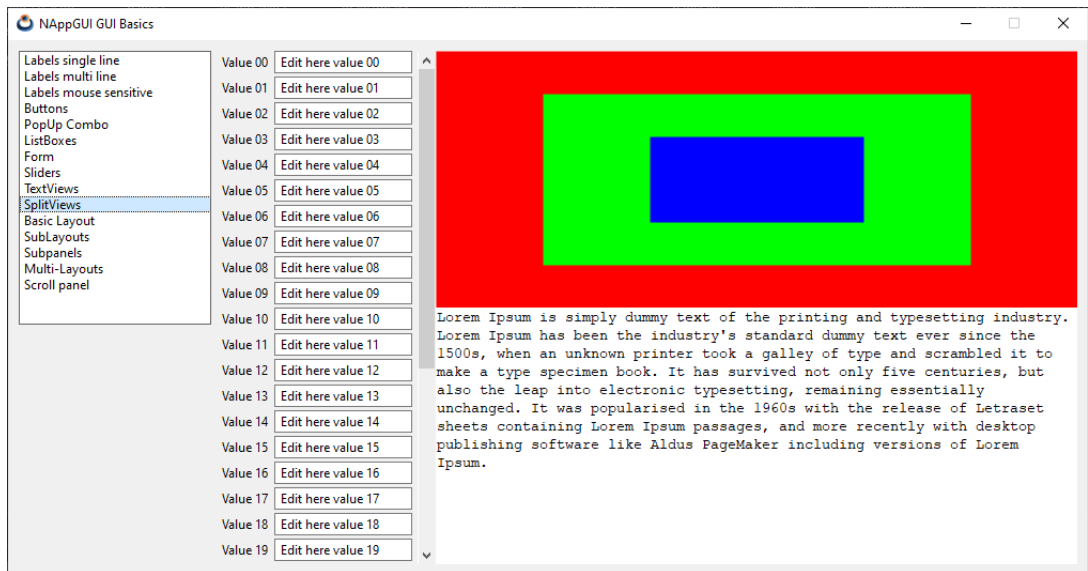 NAppGUI GUI Basics
Labels single line
Labels multi line
Labels mouse sensitive
Buttons
PopUp Combo
ListBoxes
Form
Sliders
TextViews
SplitViews
Basic Layout
SubLayouts
Subpanels
Multi-Layouts
Scroll panel
Value 00 Edit here value 00
Value 01 Edit here value 01
Value 02 Edit here value 02
Value 03 Edit here value 03
Value 04 Edit here value 04
Value 05 Edit here value 05
Value 06 Edit here value 06
Value 07 Edit here value 07
Value 08 Edit here value 08
Value 09 Edit here value 09
Value 10 Edit here value 10
Value 11 Edit here value 11
Value 12 Edit here value 12
Value 13 Edit here value 13
Value 14 Edit here value 14
Value 15 Edit here value 15
Value 16 Edit here value 16
Value 17 Edit here value 17
Value 18 Edit here value 18
Value 19 Edit here value 19
Lorem Ipsum is simply dummy text of the printing and typesetting industry.
Lorem Ipsum has been the industry's standard dummy text ever since the
1500s, when an unknown printer took a galley of type and scrambled it to
make a type specimen book. It has survived not only five centuries, but
also the leap into electronic typesetting, remaining essentially
unchanged. It was popularised in the 1960s with the release of Letraset
sheets containing Lorem Ipsum passages, and more recently with desktop
publishing software like Aldus PageMaker including versions of Lorem
Ipsum.